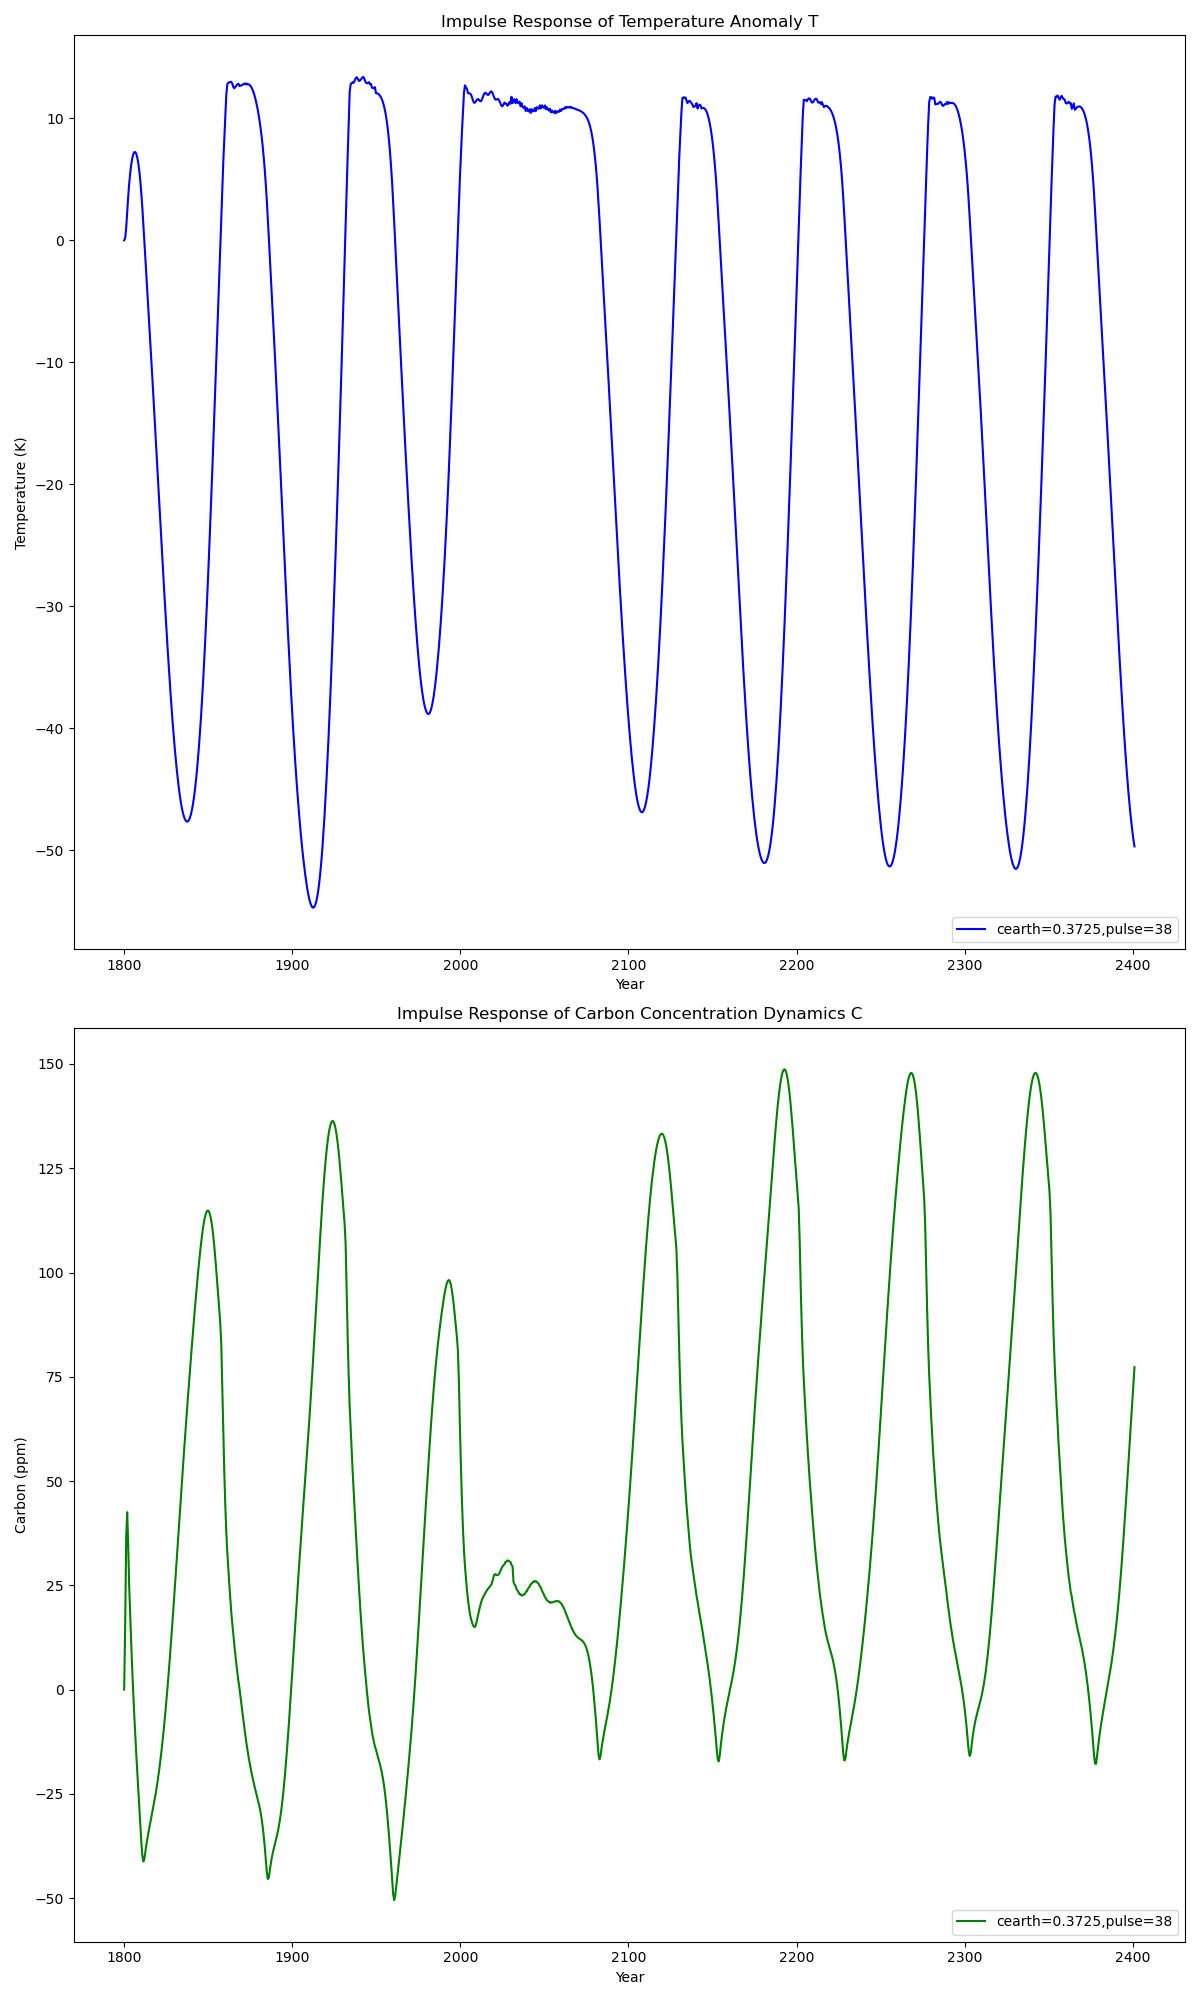 Impulse Response of Temperature Anomaly T
Temperature (K)
10
0
−10
−20
−30
−40
−50
cearth=0.3725,pulse=38
1800 1900 2000 2100 2200 2300 2400
Year
Impulse Response of Carbon Concentration Dynamics C
Carbon (ppm)
150
125
100
75
50
25
0
−25
−50
cearth=0.3725,pulse=38
1800 1900 2000 2100 2200 2300 2400
Year